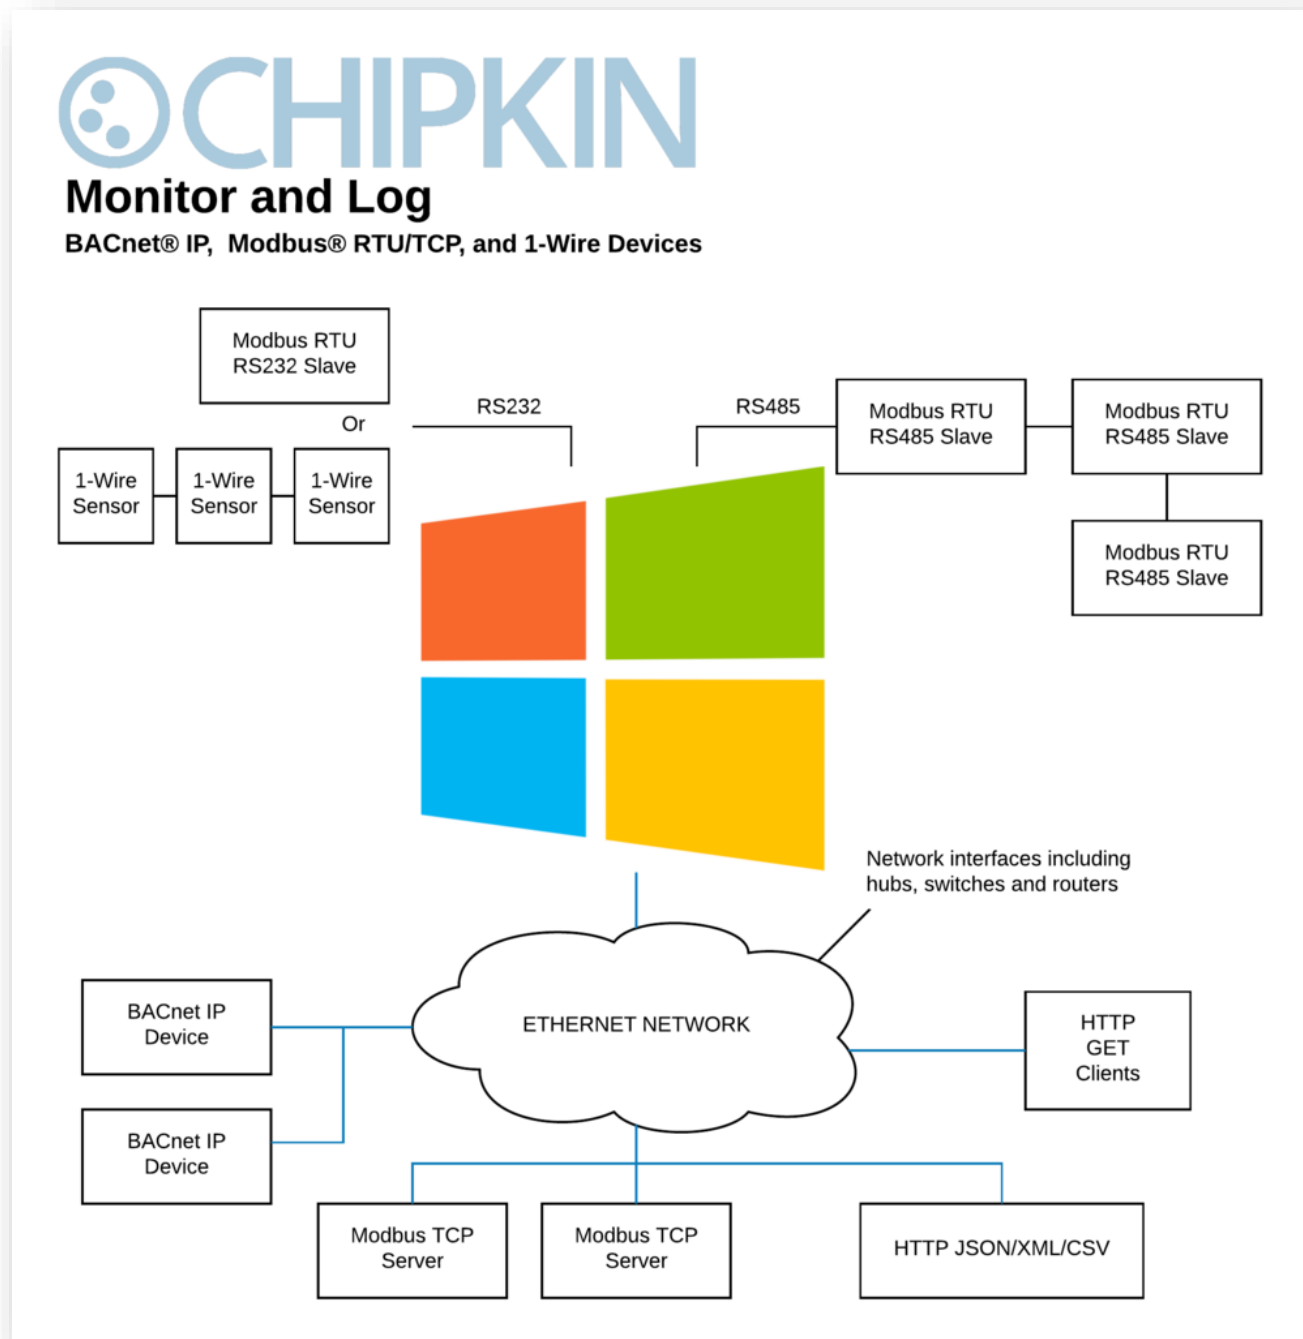 CHIPKIN
Monitor and Log
BACnet® IP, Modbus® RTU/TCP, and 1-Wire Devices
Modbus RTU
RS232 Slave
Or
RS232
RS485
Modbus RTU
RS485 Slave
Modbus RTU
RS485 Slave
1-Wire
Sensor
1-Wire
Sensor
1-Wire
Sensor
Modbus RTU
RS485 Slave
Network interfaces including
hubs, switches and routers
BACnet IP
Device
ETHERNET NETWORK
HTTP
GET
Clients
BACnet IP
Device
Modbus TCP
Server
Modbus TCP
Server
HTTP JSON/XML/CSV